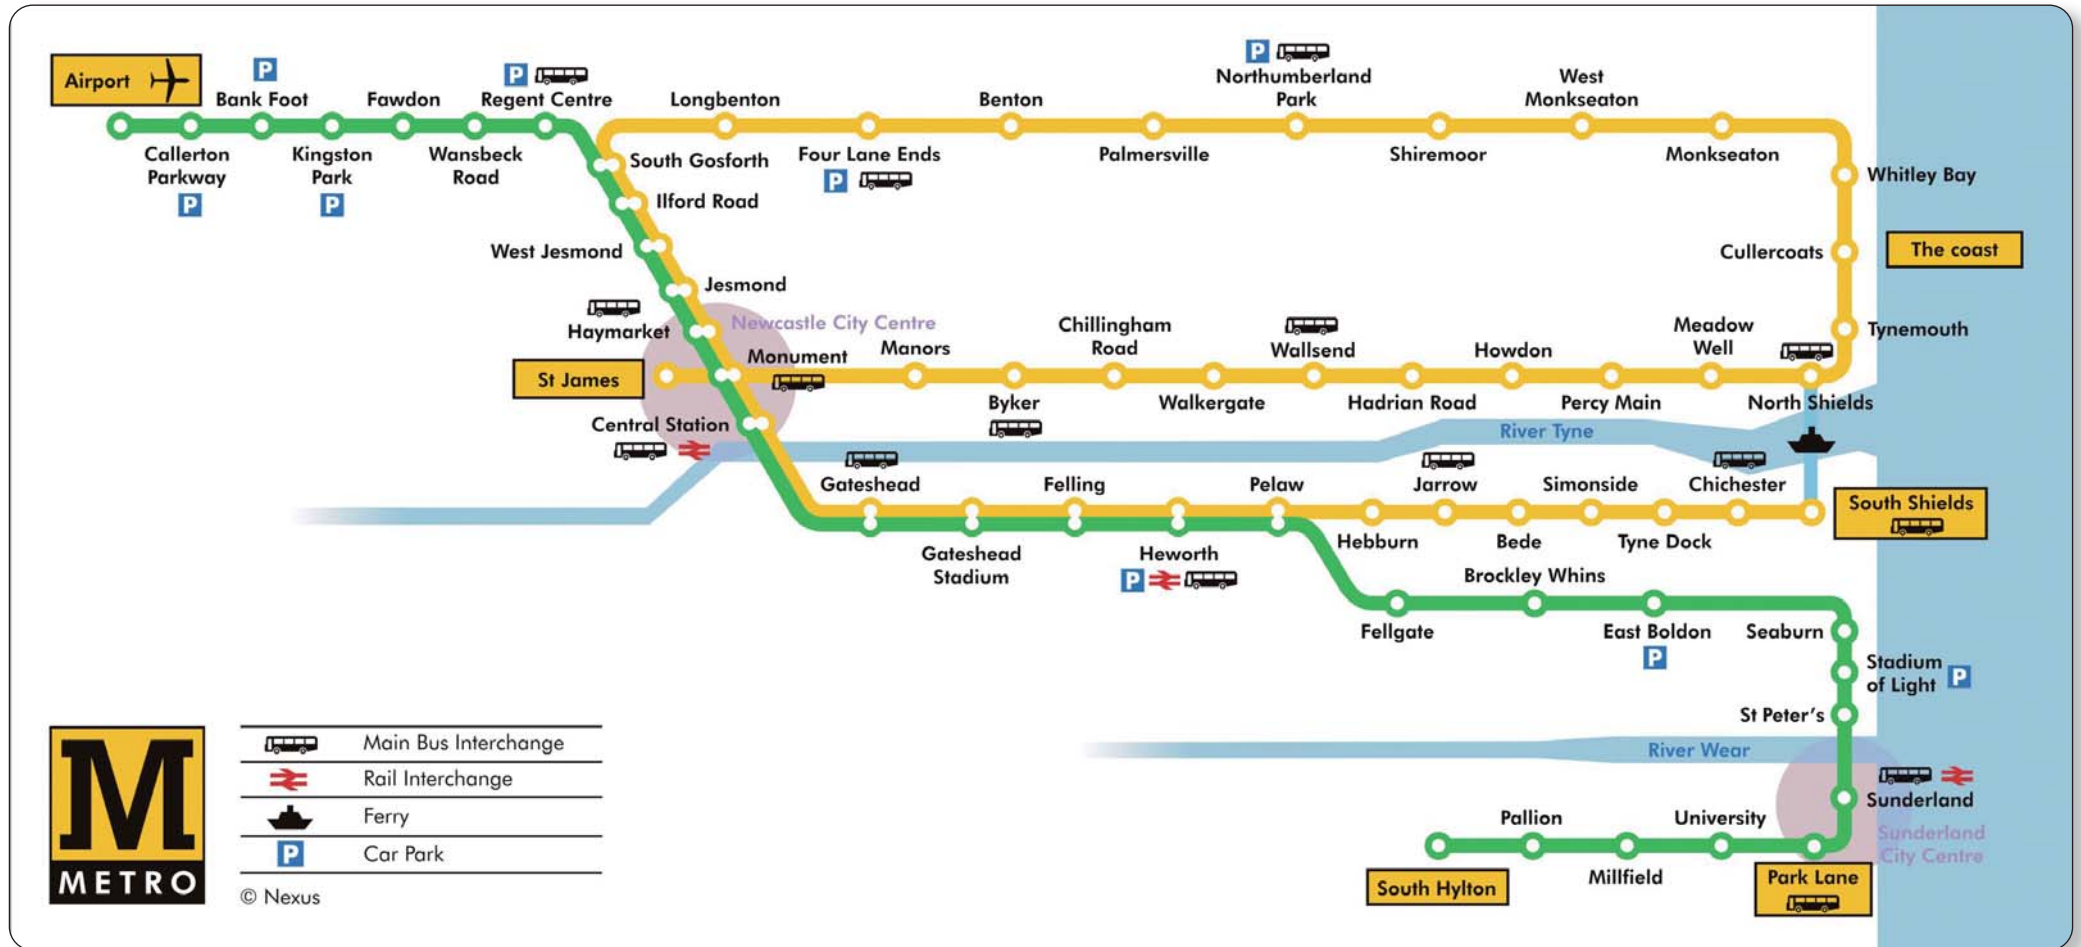 Airport
P
Bank Foot
Fawdon
P
Regent Centre
Longbenton
Benton
P
Northumberland
Park
West
Monkseaton
Callerton
Parkway
P
Kingston
Park
P
Wansbeck
Road
South Gosforth
Four Lane Ends
P
Palmersville
Shiremoor
Monkseaton
Whitley Bay
Ilford Road
West Jesmond
Cullercoats
The coast
Jesmond
Haymarket
Newcastle City Centre
Monument
Manors
Chillingham
Road
Wallsend
Howdon
Meadow
Well
Tynemouth
St James
Byker
Walkergate
Hadrian Road
Percy Main
North Shields
Central Station
River Tyne
Gateshead
Felling
Pelaw
Jarrow
Simonside
Chichester
South Shields
Gateshead
Stadium
Heworth
P
Hebburn
Bede
Tyne Dock
Brockley Whins
Fellgate
East Boldon
P
Seaburn
Stadium
of Light
P
St Peter's
River Wear
Sunderland
Sunderland
City Centre
Pallion
University
South Hylton
Millfield
Park Lane
M
METRO
Main Bus Interchange
Rail Interchange
Ferry
P
Car Park
© Nexus